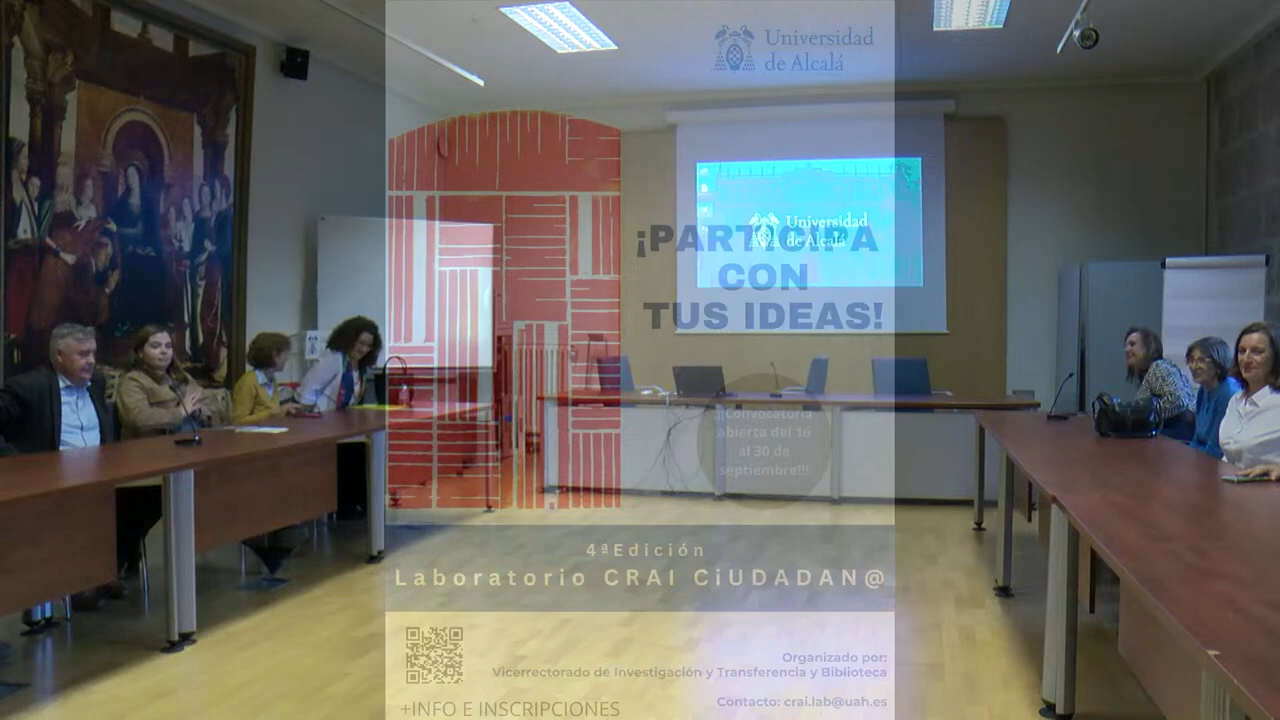 Universidad
de Alcalá
Universidad
de Alcalá
¡PARTICIPA
CON
TUS IDEAS!
¡¡Convocatoria
abierta del 16
al 30 de
septiembre!!!
4ªEdición
Laboratorio CRAI CiUDADAN@
Organizado por:
Vicerrectorado de Investigación y Transferencia y Biblioteca
Contacto: crai.lab@uah.es
+INFO E INSCRIPCIONES